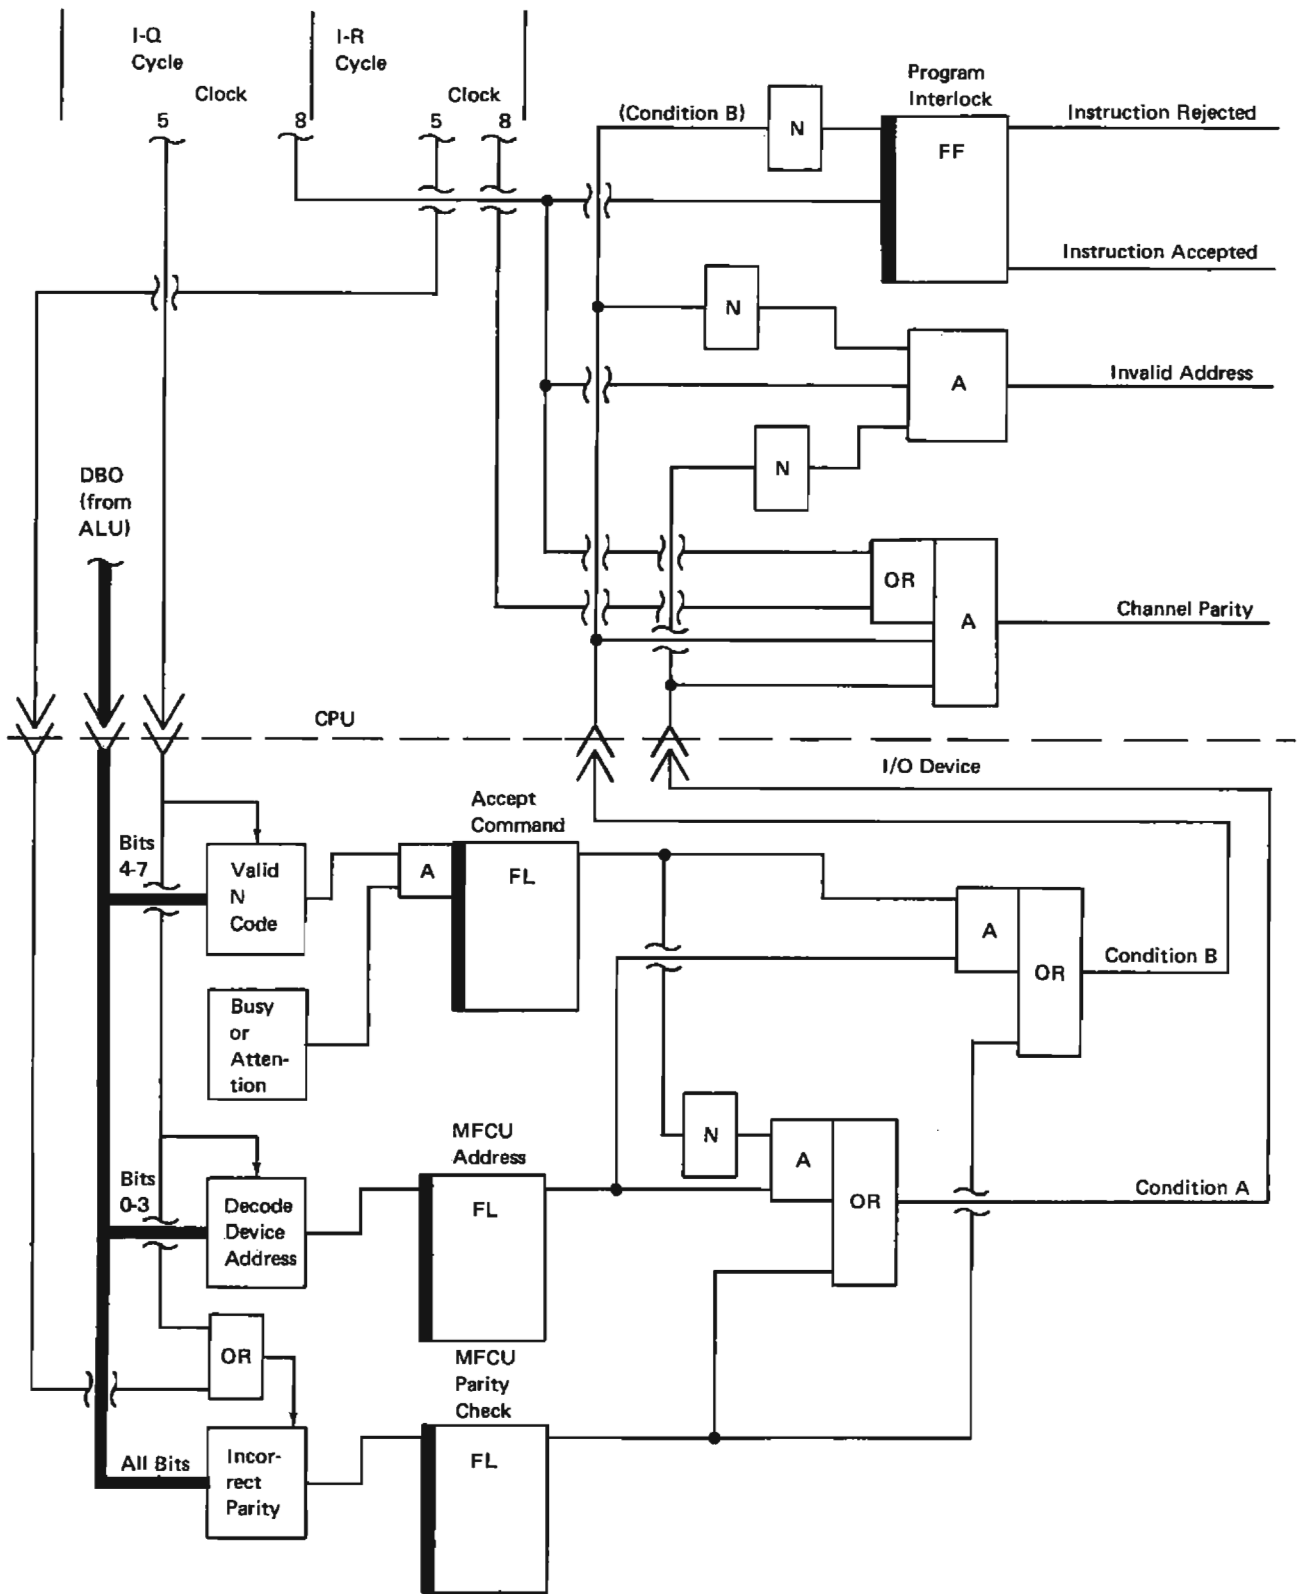 I-Q
Cycle
Clock
5
8
I-R
Cycle
Clock
5
8
(Condition B)
N
Program
Interlock
FF
Instruction Rejected
Instruction Accepted
N
A
Invalid Address
N
DBO
(from
ALU)
OR
A
Channel Parity
CPU
I/O Device
Bits
4-7
Valid
N
Code
A
Accept
Command
FL
A
OR
Condition B
Busy
or
Atten-
tion
Bits
0-3
Decode
Device
Address
MFCU
Address
FL
N
A
OR
Condition A
OR
All Bits
Incor-
rect
Parity
MFCU
Parity
Check
FL